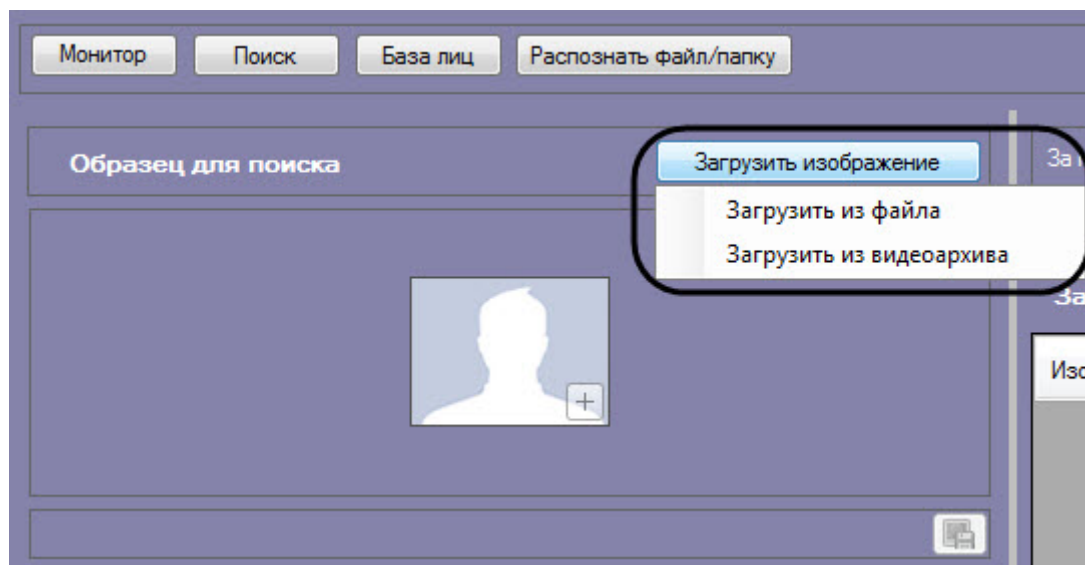 Монитор Поиск База лиц Распознать файл/папку
Образец для поиска Загрузить изображение
Загрузить из файла
Загрузить из видеоархива